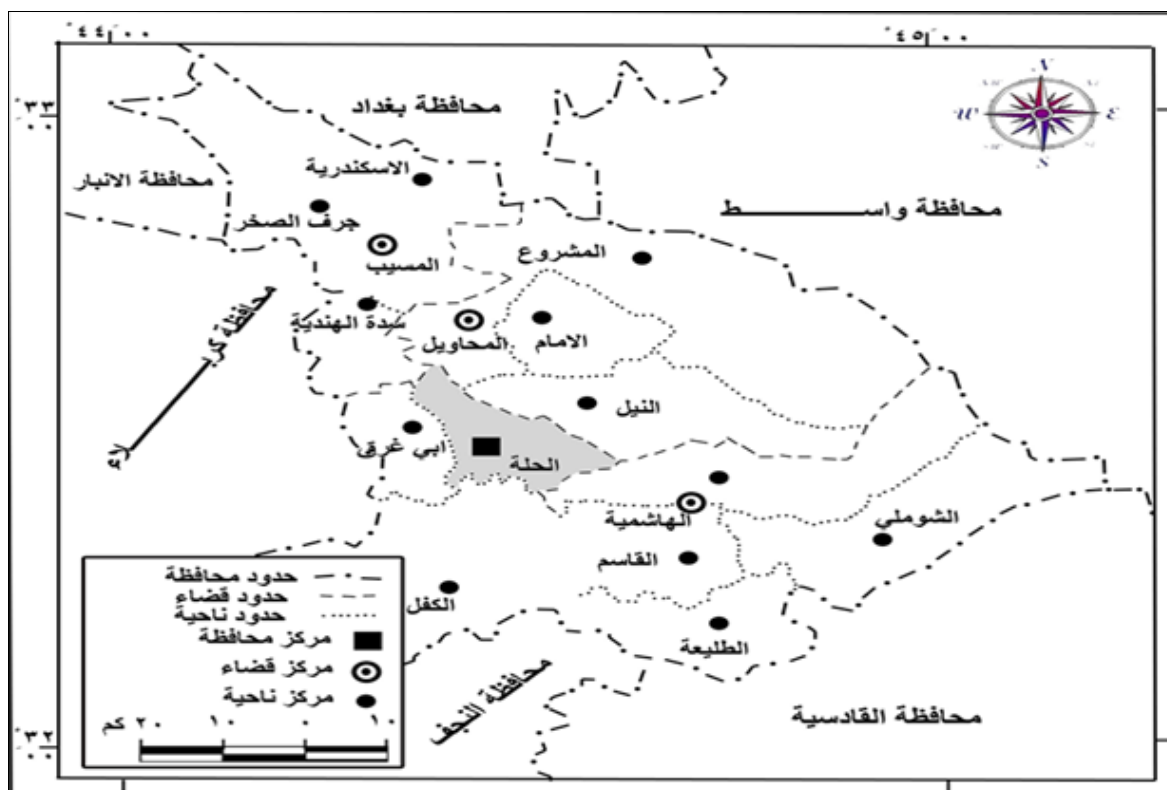 ٤٤ ْ ٠٠ َ
٤٥ ْ ٠٠ َ
٣٣ ْ
٠٠ َ
N
W
E
S
محافظة بغداد
محافظة الانبار
الاسكندرية
جرف الصخر
محافظة واســـــط
المسيب
المشروع
سدة الهندية
المحاويل
الامام
محافظة كربلاء
النيل
ابي غرق
الحلة
الهاشمية
الشوملي
القاسم
الكفل
الطليعة
محافظة النجف
محافظة القادسية
حدود محافظة
حدود قضاء
حدود ناحية
مركز محافظة
مركز قضاء
مركز ناحية
٢٠ كم
١٠
٠
١٠
٣٢ ْ
٠٠ َ